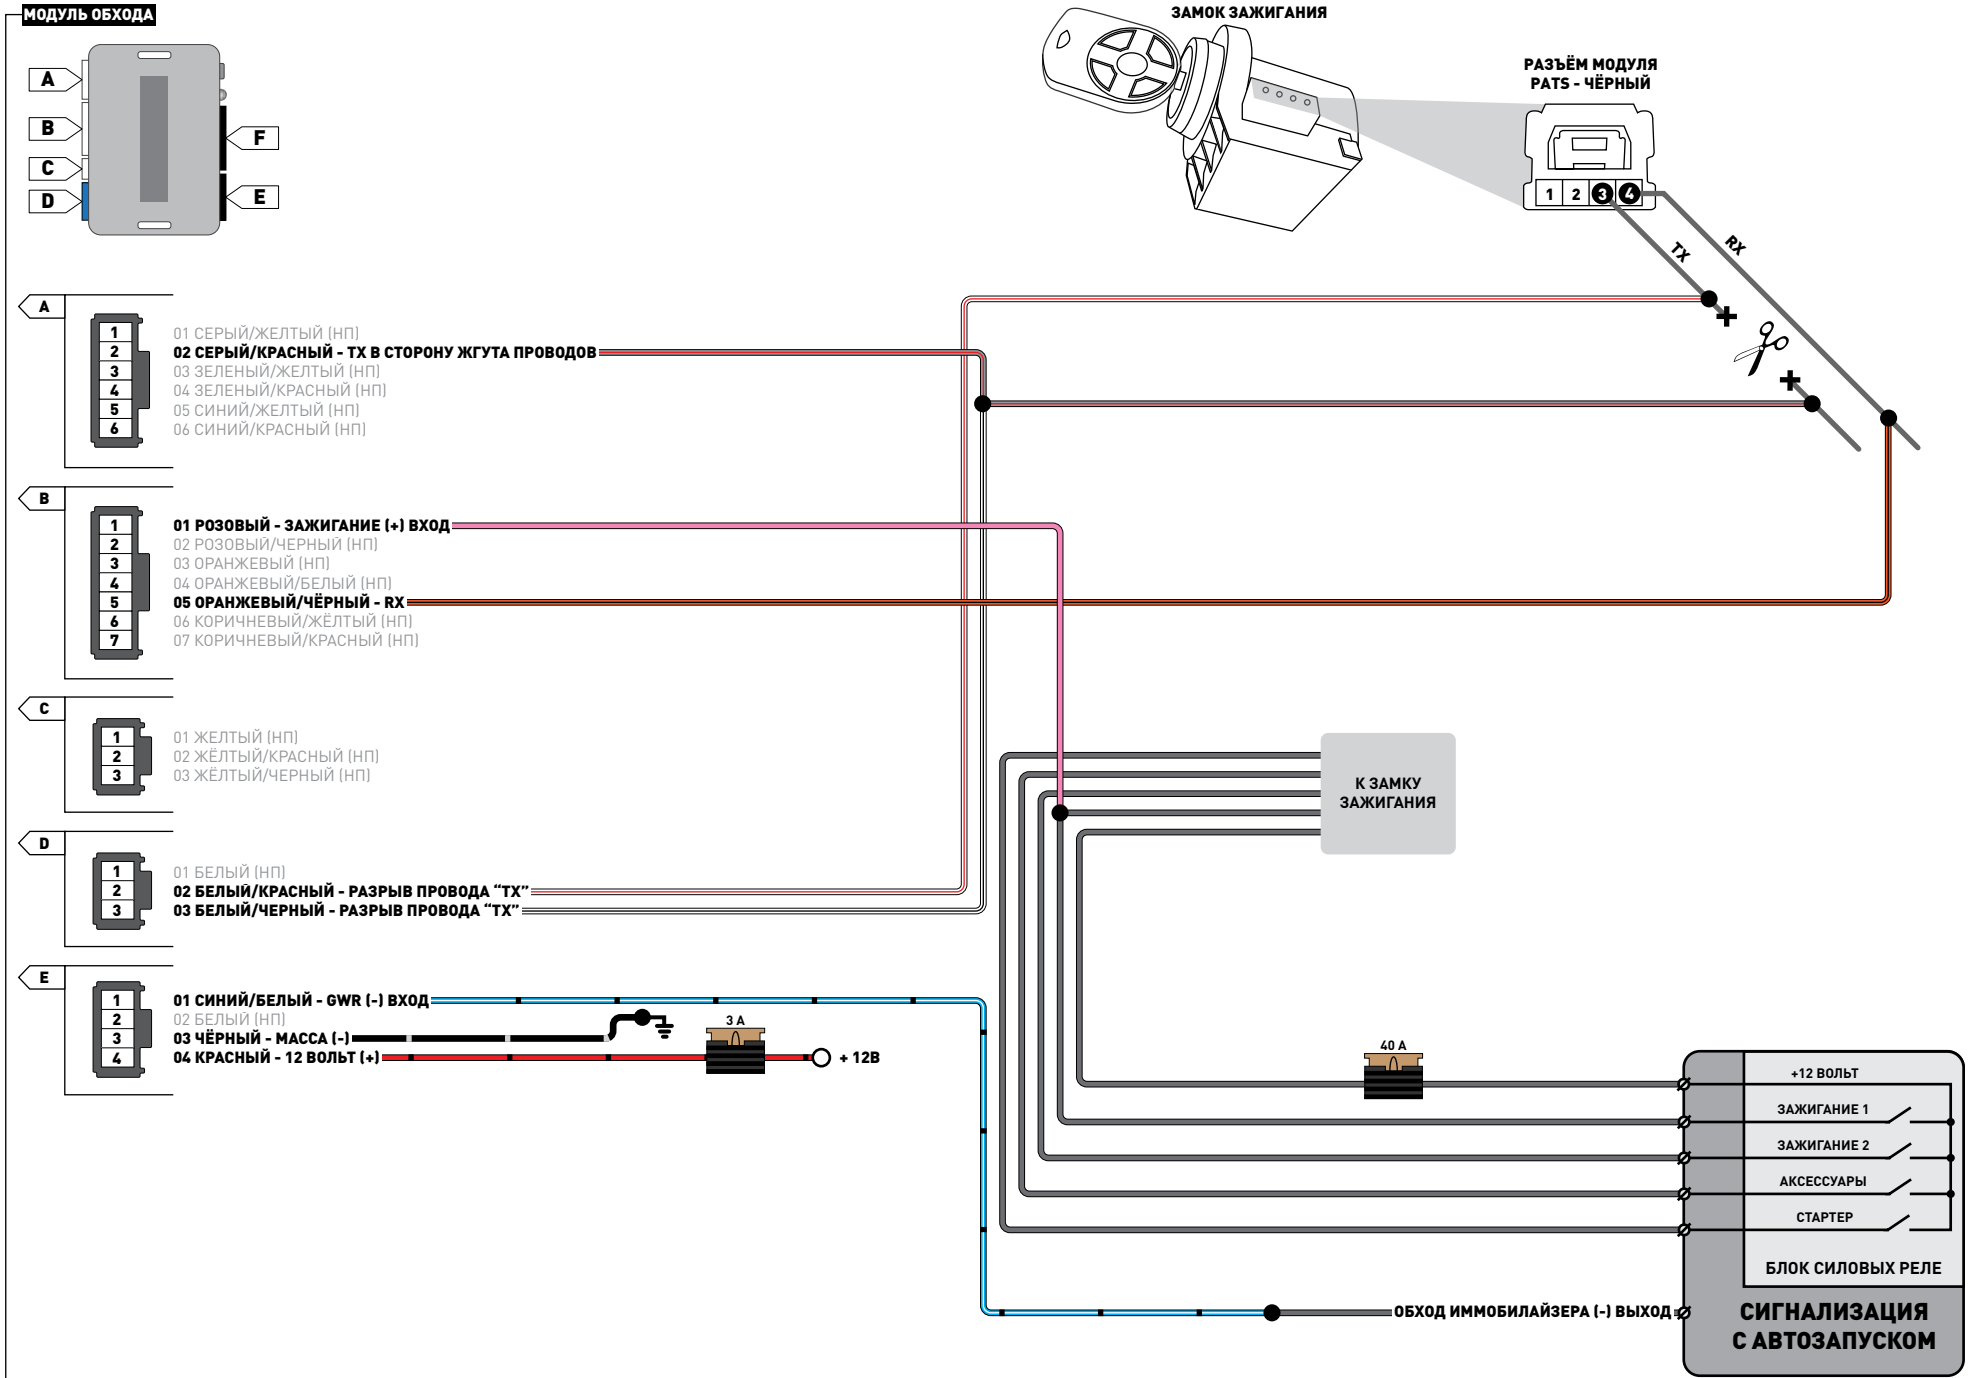 МОДУЛЬ ОБХОДА
ЗАМОК ЗАЖИГАНИЯ
РАЗЪЁМ МОДУЛЯ
PATS - ЧЁРНЫЙ
A
B
C
D
F
E
1 2 3 4
TX
RX
A
1 01 СЕРЫЙ/ЖЕЛТЫЙ (НП)
2 02 СЕРЫЙ/КРАСНЫЙ - TX В СТОРОНУ ЖГУТА ПРОВОДОВ
3 03 ЗЕЛЕНЫЙ/ЖЕЛТЫЙ (НП)
4 04 ЗЕЛЕНЫЙ/КРАСНЫЙ (НП)
5 05 СИНИЙ/ЖЕЛТЫЙ (НП)
6 06 СИНИЙ/КРАСНЫЙ (НП)
B
1 01 РОЗОВЫЙ - ЗАЖИГАНИЕ (+) ВХОД
2 02 РОЗОВЫЙ/ЧЕРНЫЙ (НП)
3 03 ОРАНЖЕВЫЙ (НП)
4 04 ОРАНЖЕВЫЙ/БЕЛЫЙ (НП)
5 05 ОРАНЖЕВЫЙ/ЧЁРНЫЙ - RX
6 06 КОРИЧНЕВЫЙ/ЖЁЛТЫЙ (НП)
7 07 КОРИЧНЕВЫЙ/КРАСНЫЙ (НП)
C
1 01 ЖЕЛТЫЙ (НП)
2 02 ЖЁЛТЫЙ/КРАСНЫЙ (НП)
3 03 ЖЁЛТЫЙ/ЧЕРНЫЙ (НП)
К ЗАМКУ
ЗАЖИГАНИЯ
D
1 01 БЕЛЫЙ (НП)
2 02 БЕЛЫЙ/КРАСНЫЙ - РАЗРЫВ ПРОВОДА “TX”
3 03 БЕЛЫЙ/ЧЕРНЫЙ - РАЗРЫВ ПРОВОДА “TX”
E
1 01 СИНИЙ/БЕЛЫЙ - GWR (-) ВХОД
2 02 БЕЛЫЙ (НП)
3 03 ЧЁРНЫЙ - МАССА (-)
4 04 КРАСНЫЙ - 12 ВОЛЬТ (+)
3 А
+ 12В
40 А
+12 ВОЛЬТ
ЗАЖИГАНИЕ 1
ЗАЖИГАНИЕ 2
АКСЕССУАРЫ
СТАРТЕР
БЛОК СИЛОВЫХ РЕЛЕ
ОБХОД ИММОБИЛАЙЗЕРА (-) ВЫХОД
СИГНАЛИЗАЦИЯ
С АВТОЗАПУСКОМ